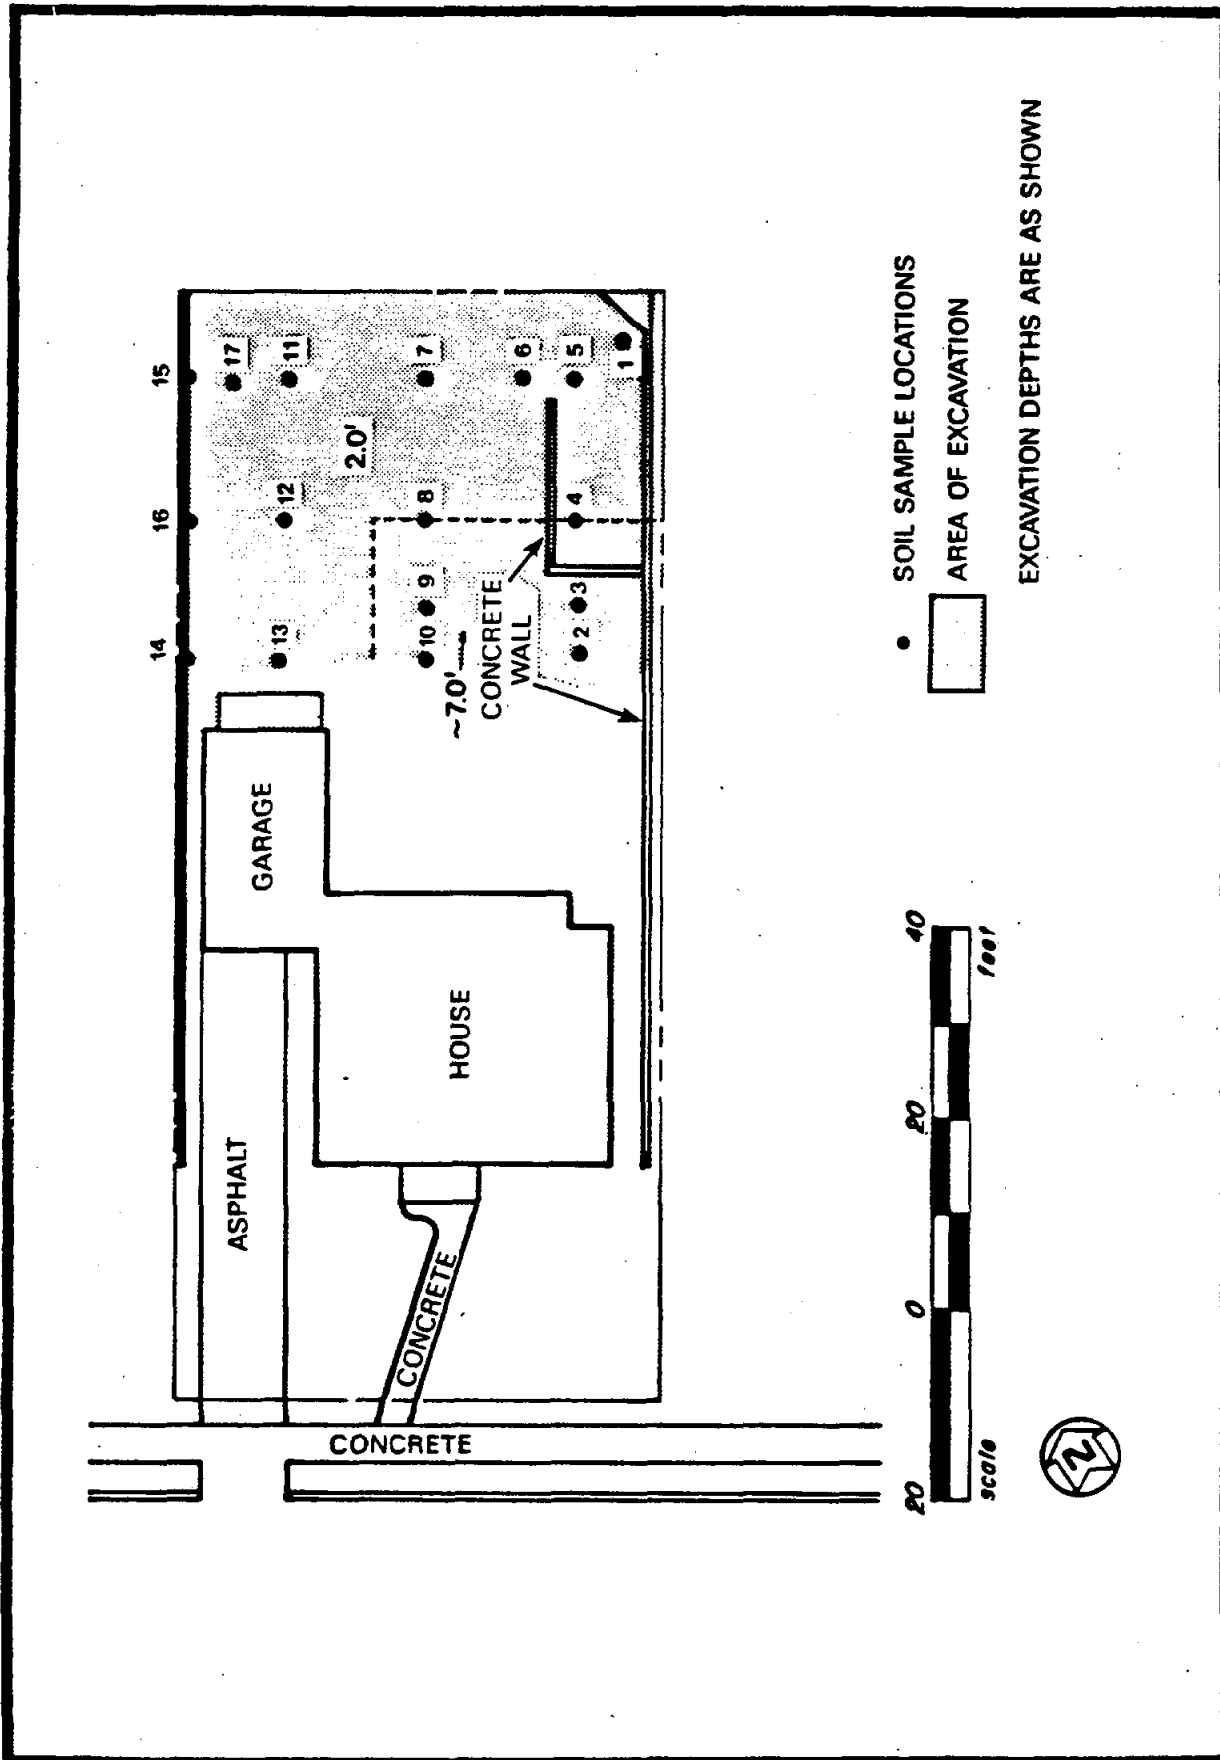 15
16
14
17
11
7
6
5
1
2.0'
12
8
4
13
9
10
3
2
~7.0'
CONCRETE
WALL
GARAGE
HOUSE
ASPHALT
CONCRETE
CONCRETE
SOIL SAMPLE LOCATIONS
AREA OF EXCAVATION
EXCAVATION DEPTHS ARE AS SHOWN
20 0 20 40
scale feet
N